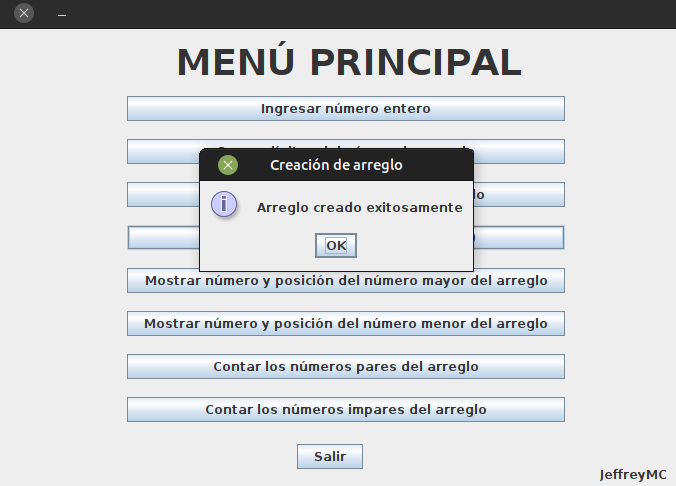 MENÚ PRINCIPAL
Ingresar número entero
Creación de arreglo
Arreglo creado exitosamente
OK
Mostrar número y posición del número mayor del arreglo
Mostrar número y posición del número menor del arreglo
Contar los números pares del arreglo
Contar los números impares del arreglo
Salir
JeffreyMC